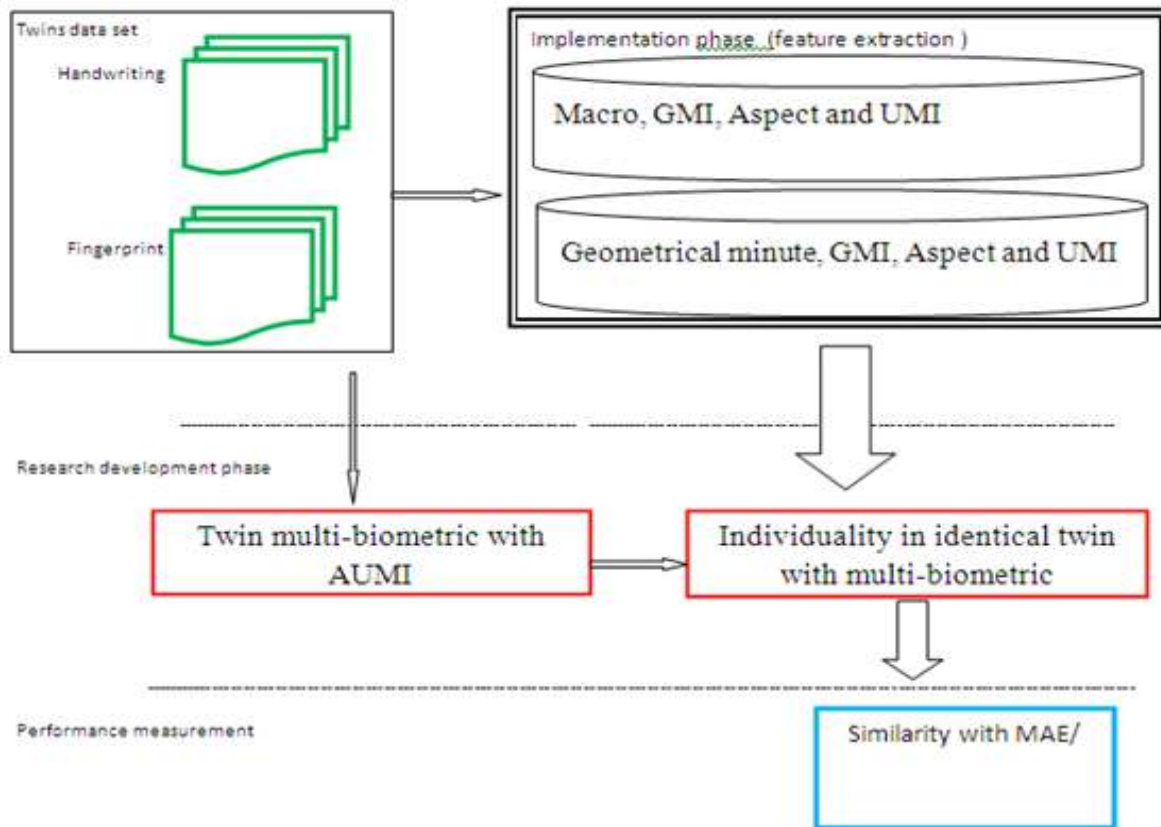 Twins data set
Handwriting
Fingerprint
Implementation phase (feature extraction )
Macro, GMI, Aspect and UMI
Geometrical minute, GMI, Aspect and UMI
Research development phase
Twin multi-biometric with
AUMI
Individuality in identical twin
with multi-biometric
Performance measurement
Similarity with MAE/